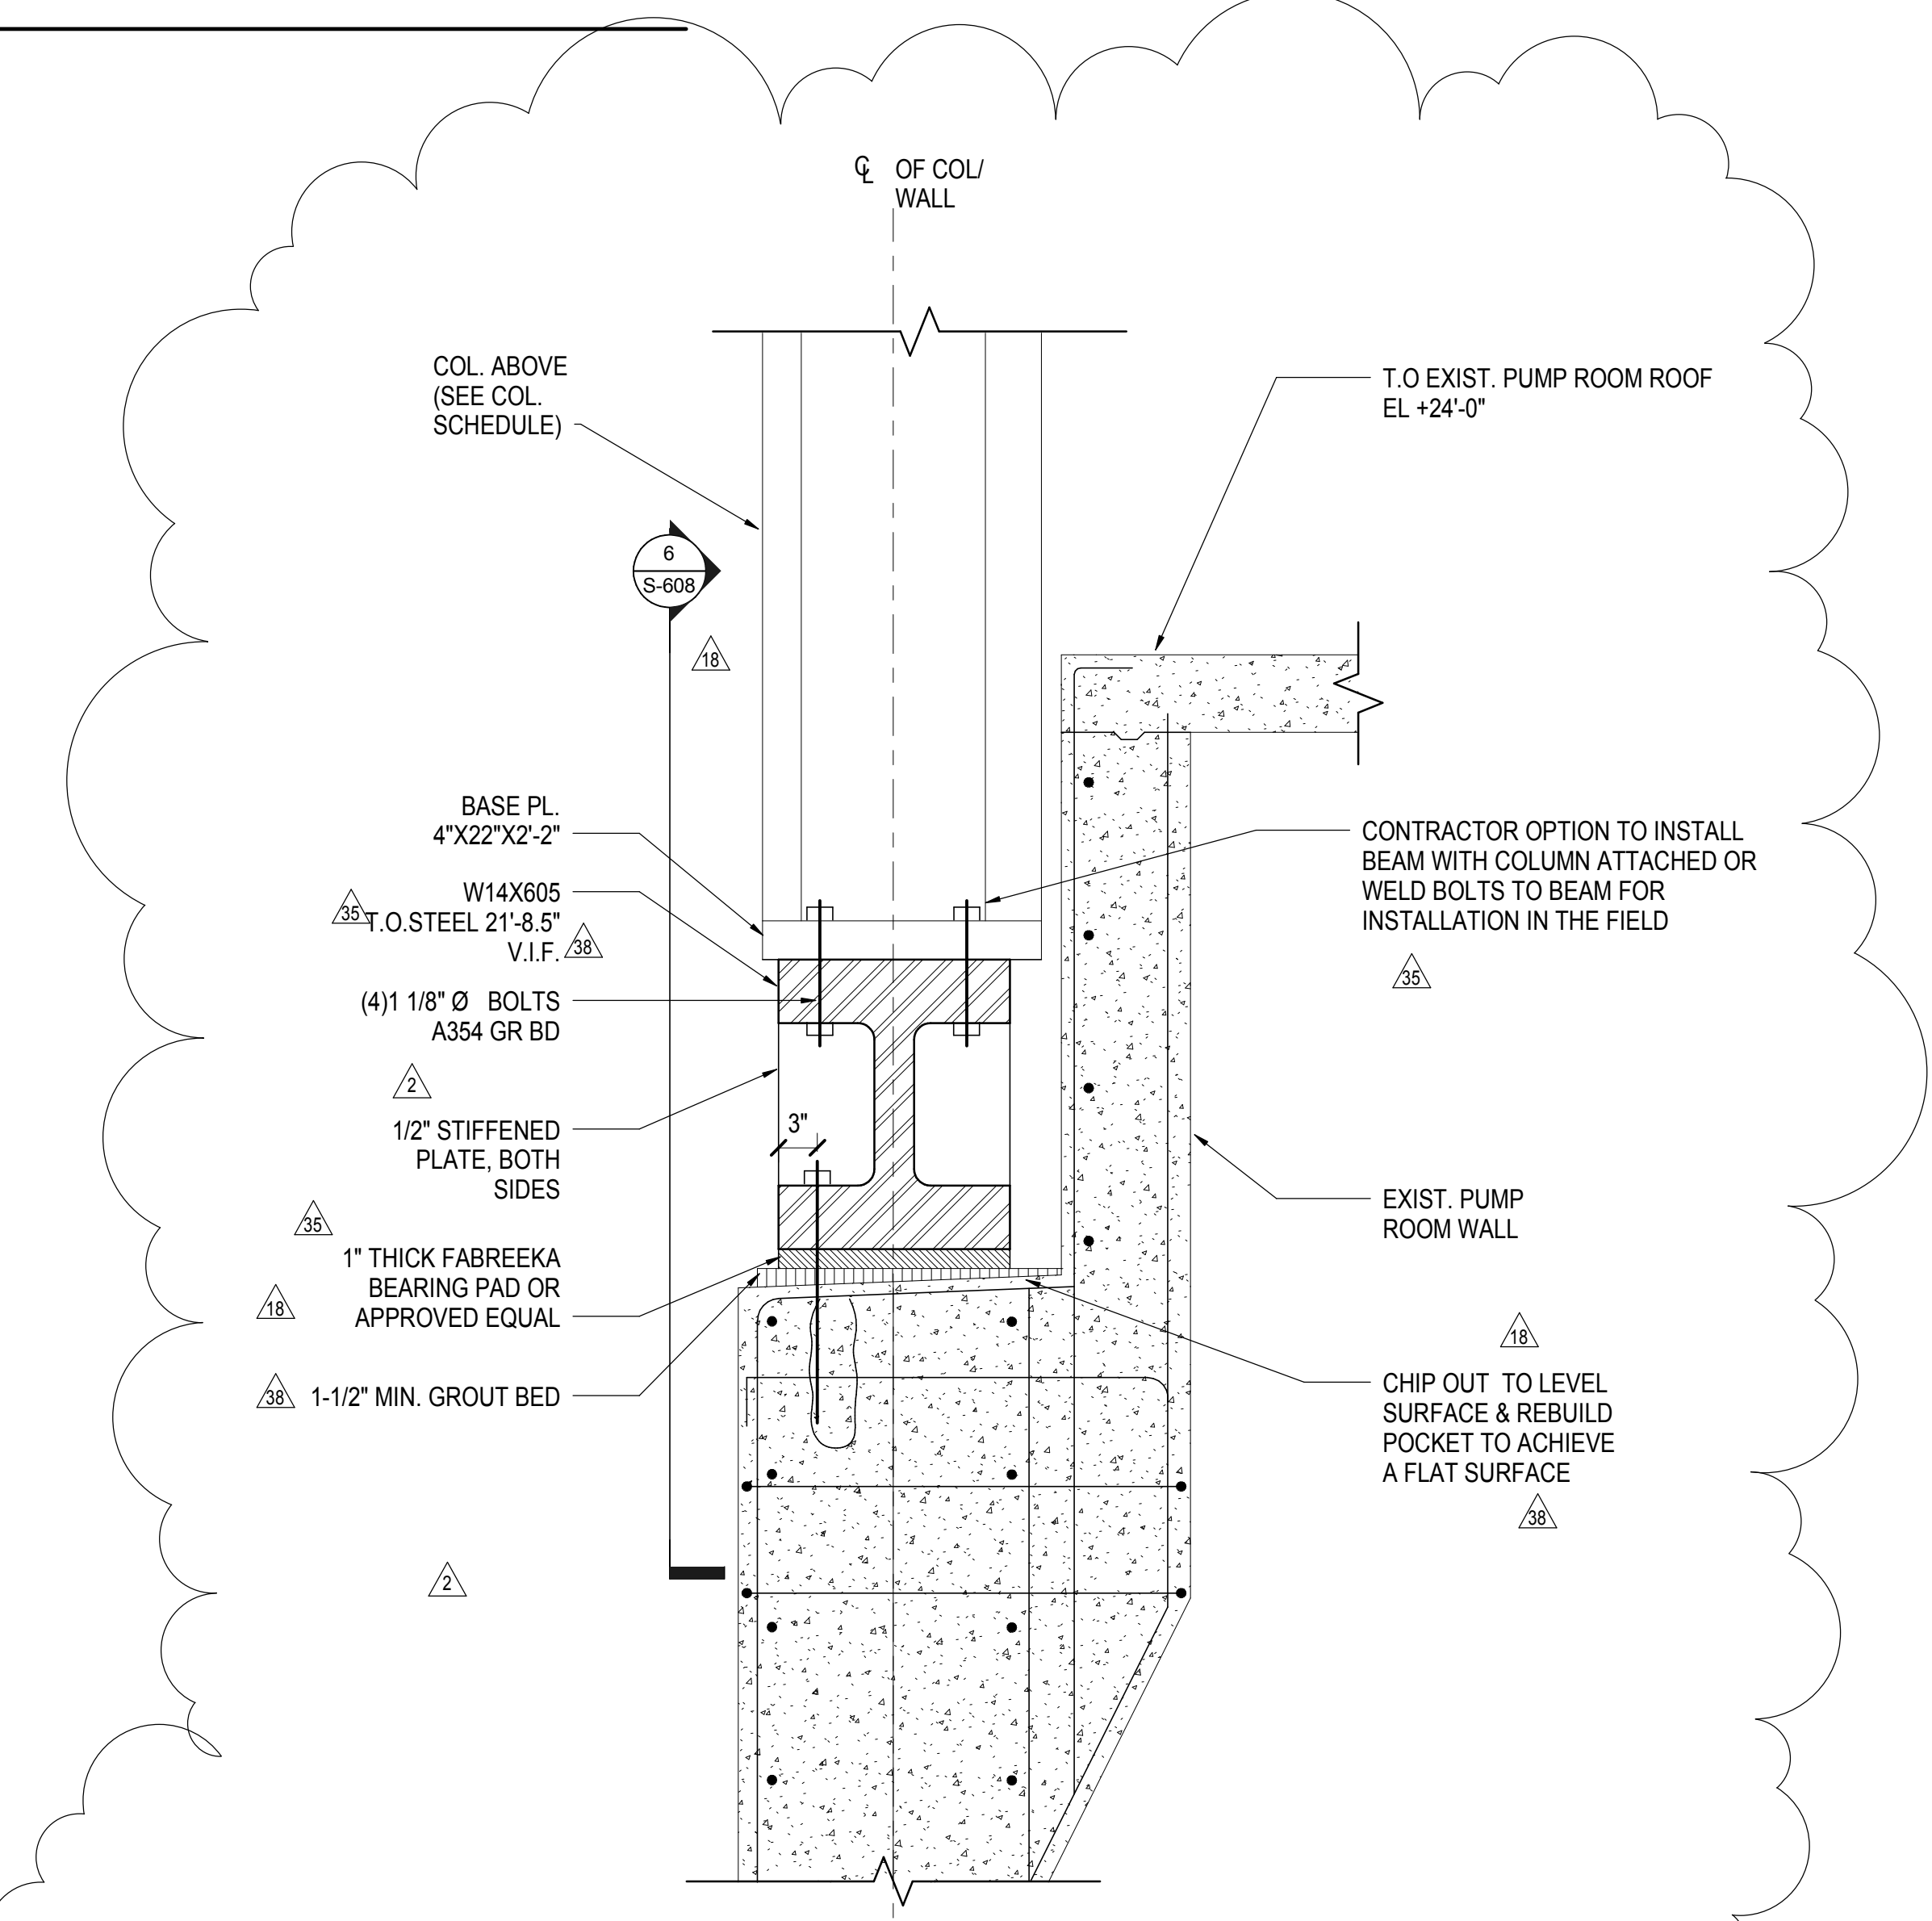 ℄ OF COL/
WALL
COL. ABOVE
(SEE COL.
SCHEDULE)
T.O EXIST. PUMP ROOM ROOF
EL +24'-0"
6
S-608
18
BASE PL.
4"X22"X2'-2"
W14X605
35
T.O.STEEL 21'-8.5"
V.I.F.
38
(4)1 1/8" Ø BOLTS
A354 GR BD
2
1/2" STIFFENED
PLATE, BOTH
SIDES
3"
35
1" THICK FABREEKA
BEARING PAD OR
APPROVED EQUAL
18
38
1-1/2" MIN. GROUT BED
2
CONTRACTOR OPTION TO INSTALL
BEAM WITH COLUMN ATTACHED OR
WELD BOLTS TO BEAM FOR
INSTALLATION IN THE FIELD
35
EXIST. PUMP
ROOM WALL
18
CHIP OUT TO LEVEL
SURFACE & REBUILD
POCKET TO ACHIEVE
A FLAT SURFACE
38